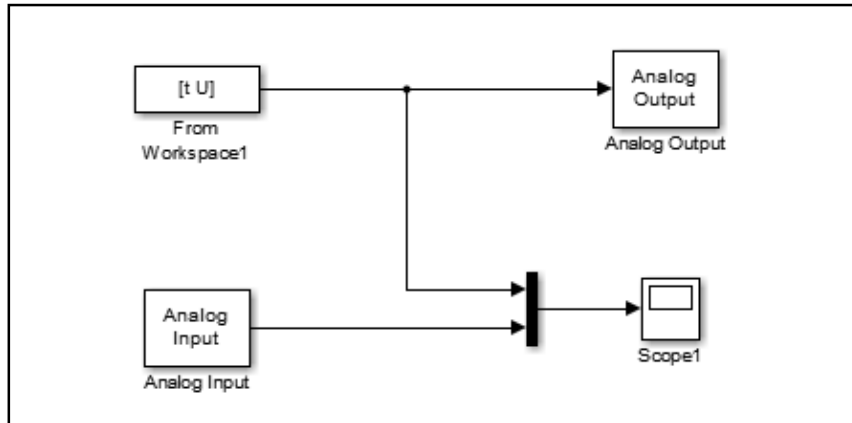 [t U]
From
Workspace1
Analog
Output
Analog Output
Analog
Input
Analog Input
Scope1